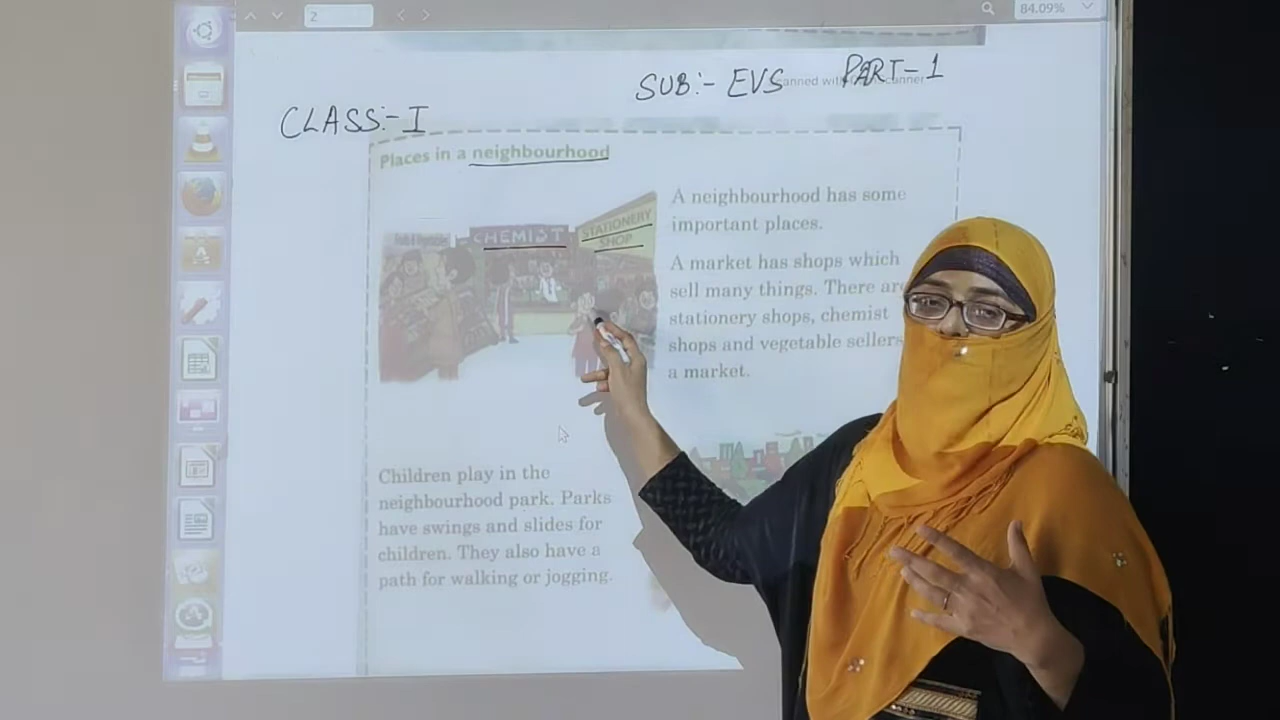 2
84.09%
SUB:- EVS PART-1
anned with
canner
CLASS:-I
Places in a neighbourhood
CHEMIST
STATIONERY
SHOP
A neighbourhood has some
important places.
A market has shops which
sell many things. There are
stationery shops, chemist
shops and vegetable sellers
a market.
Children play in the
neighbourhood park. Parks
have swings and slides for
children. They also have a
path for walking or jogging.